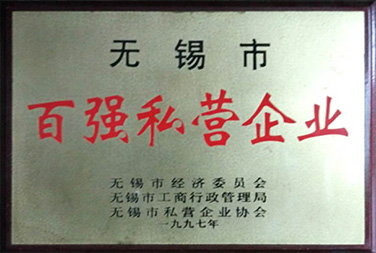 无锡市
百强私营企业
无锡市经济委员会
无锡市工商行政管理局
无锡市私营企业协会
一九九七年